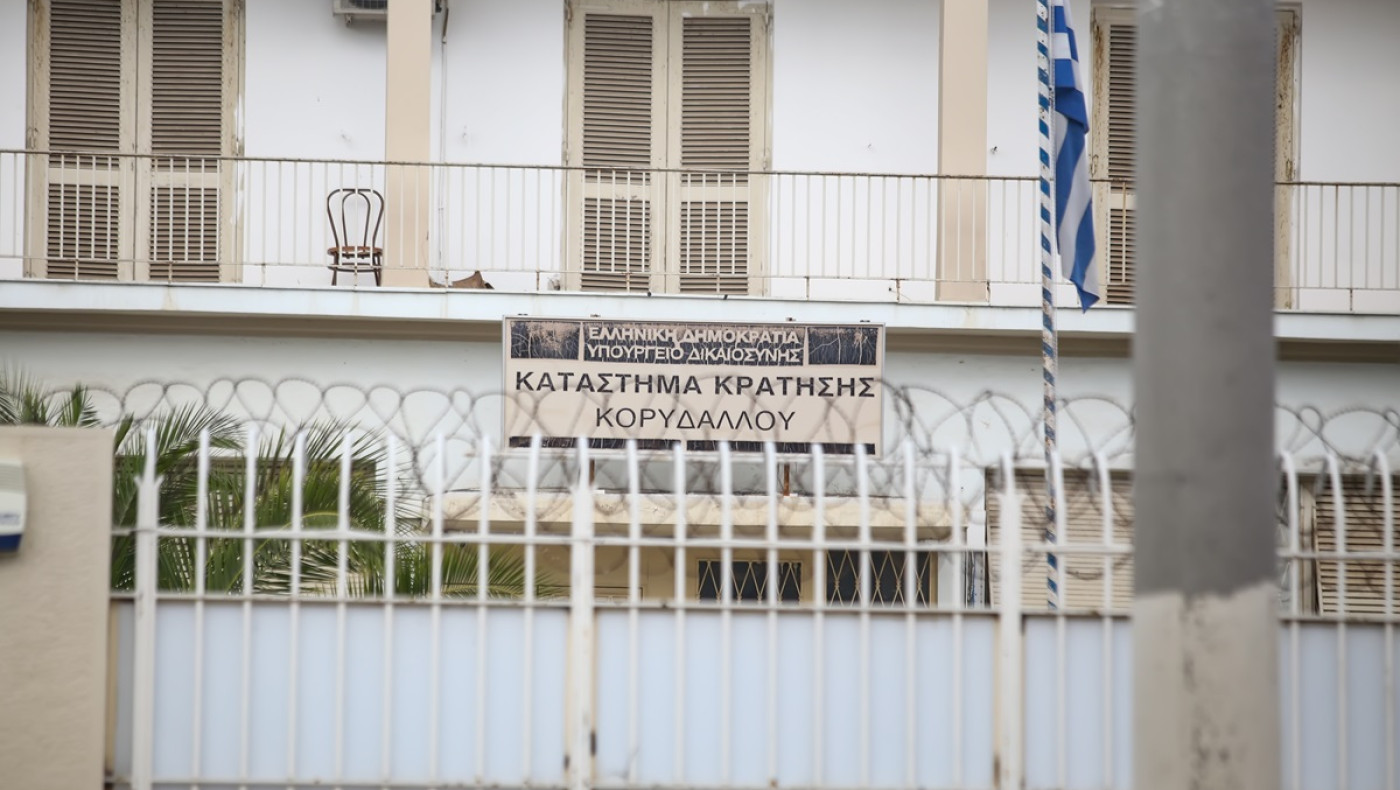 ΕΛΛΗΝΙΚΗ ΔΗΜΟΚΡΑΤΙΑ
ΥΠΟΥΡΓΕΙΟ ΔΙΚΑΙΟΣΥΝΗΣ
ΚΑΤΑΣΤΗΜΑ ΚΡΑΤΗΣΗΣ
ΚΟΡΥΔΑΛΛΟΥ